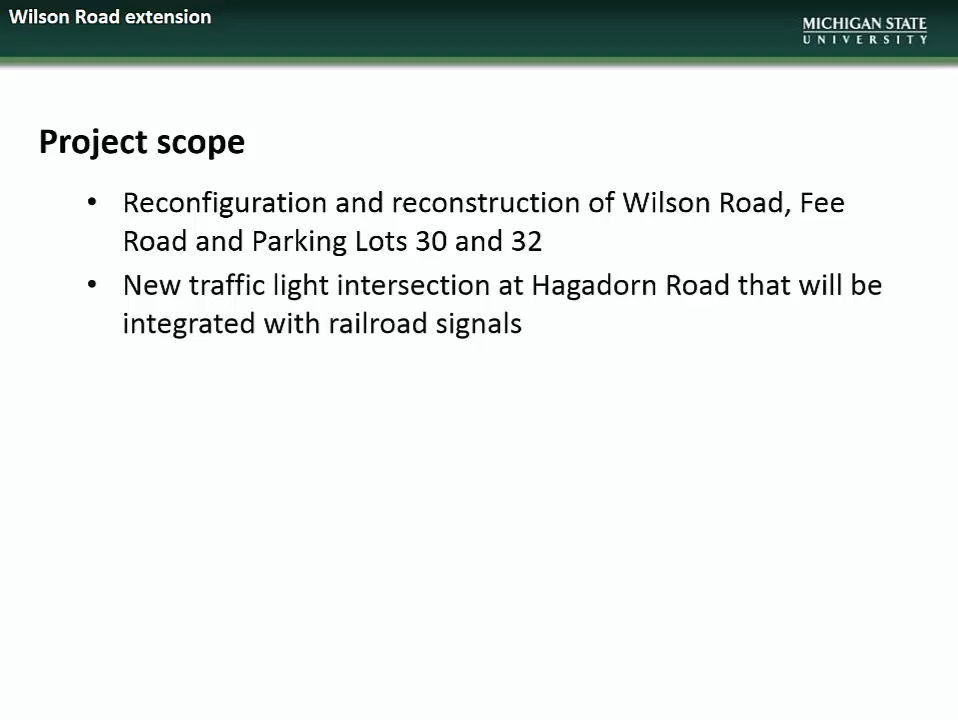 Wilson Road extension
MICHIGAN STATE
UNIVERSITY
Project scope
• Reconfiguration and reconstruction of Wilson Road, Fee
Road and Parking Lots 30 and 32
• New traffic light intersection at Hagadorn Road that will be
integrated with railroad signals